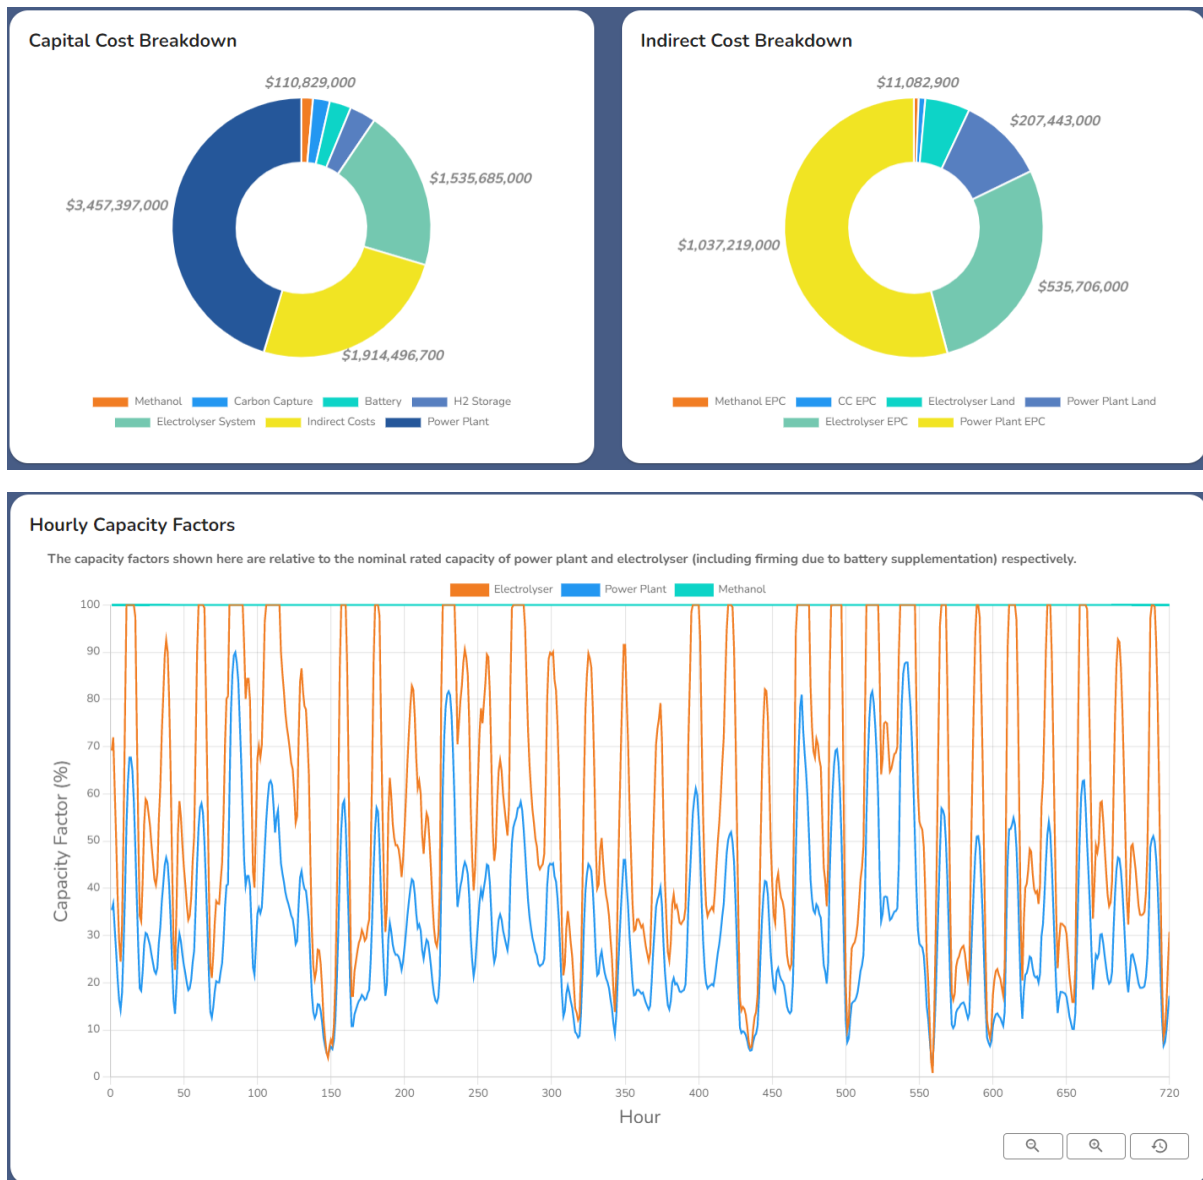 Capital Cost Breakdown
$110,829,000
$1,535,685,000
$3,457,397,000
$1,914,496,700
Methanol Carbon Capture Battery H2 Storage
Electrolyser System Indirect Costs Power Plant
Indirect Cost Breakdown
$11,082,900
$207,443,000
$1,037,219,000
$535,706,000
Methanol EPC CC EPC Electrolyser Land Power Plant Land
Electrolyser EPC Power Plant EPC
Hourly Capacity Factors
The capacity factors shown here are relative to the nominal rated capacity of power plant and electrolyser (including firming due to battery supplementation) respectively.
Electrolyser Power Plant Methanol
Capacity Factor (%)
100
90
80
70
60
50
40
30
20
10
0
0 50 100 150 200 250 300 350 400 450 500 550 600 650 720
Hour